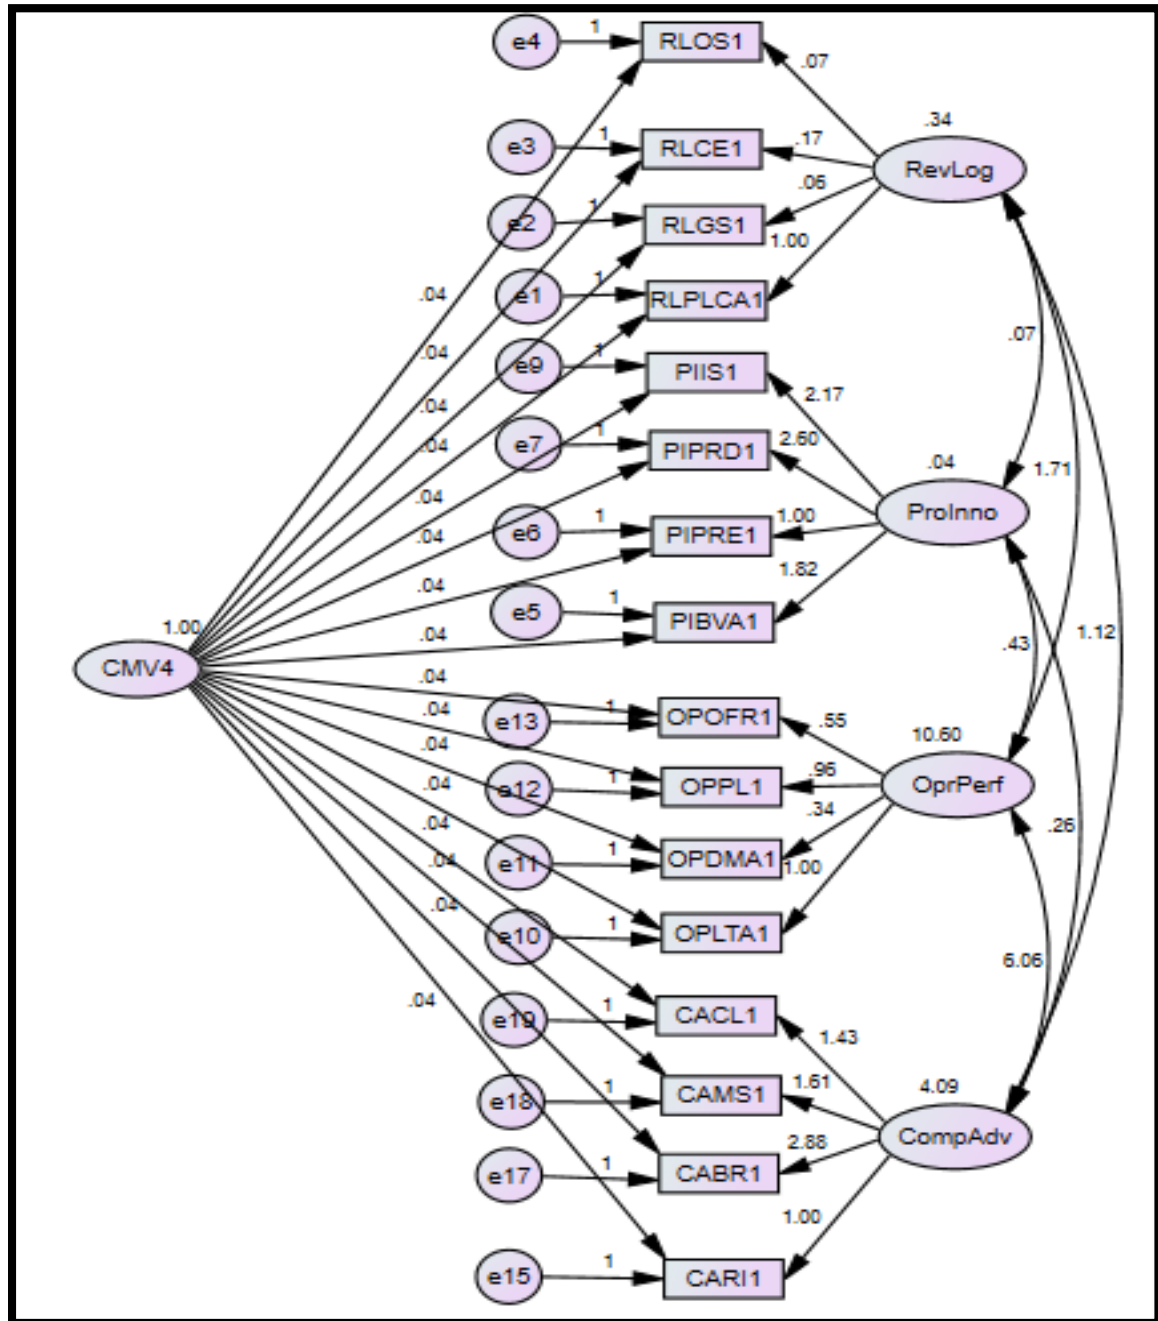 e4 1 RLOS1
.07
.34
e3 1 RLCE1 .17 RevLog
.06
e2 1 RLGS1
1.00
e1 1 RLPLCA1
.04
.07
.04
e9 1 PIIS1
2.17
.04
e7 1 PIPRD1 2.60
.04
.04 1.71
.04
e6 1 PIPRE1 1.00 ProInno
.04
1.82
.04
e5 1 PIBVA1
1.00 .04 .43 1.12
CMV4
.04
e13 1 OPOFR1 .55
.04 10.60
.04
e12 1 OPPL1 .96 OprPerf
.04 .34 .26
e11 1 OPDMA1 1.00
.04
.04
e10 1 OPLTA1
6.06
.04
e19 1 CACL1
1.43
e18 1 CAMS1 1.61 4.09
CompAdv
2.88
e17 1 CABR1
1.00
e15 1 CARI1